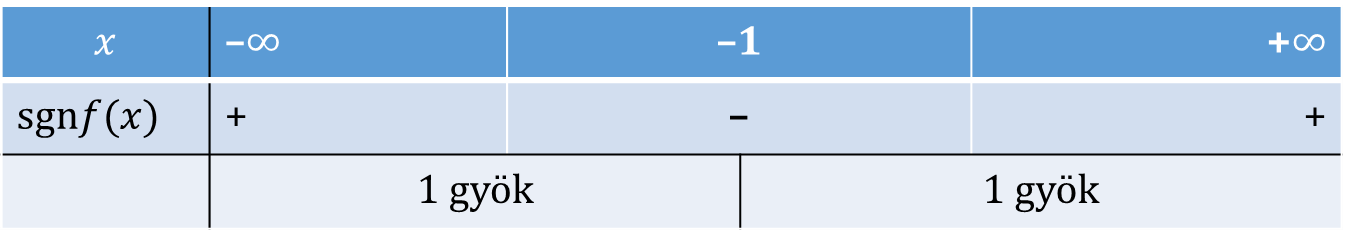 x −∞ −1 +∞
sgnf(x) + − +
1 gyök 1 gyök